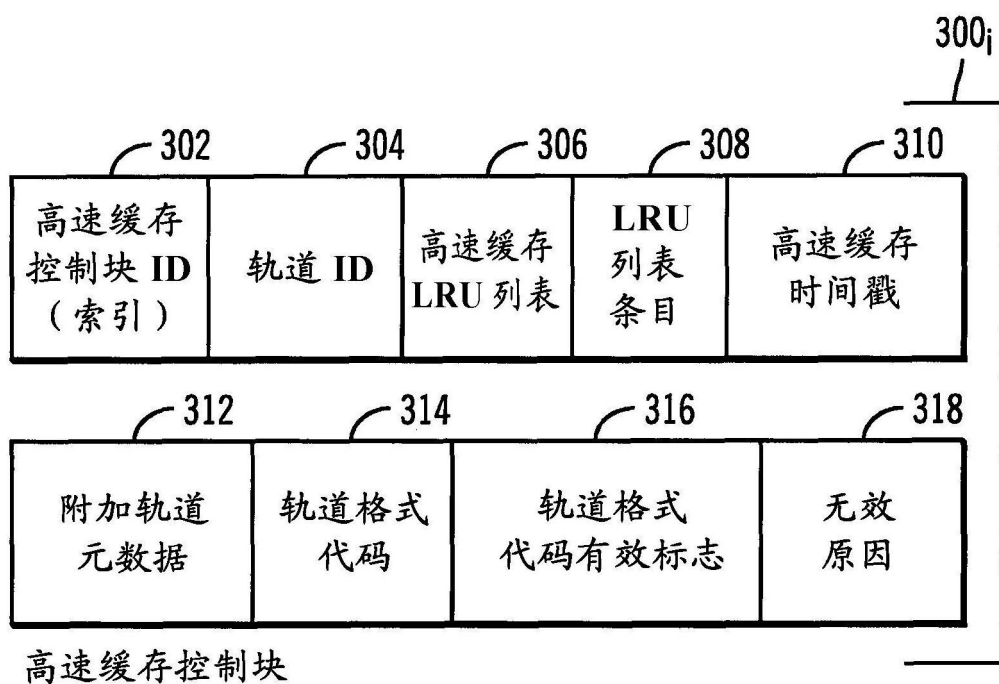 300i
302
304
306
308
310
高速缓存
控制块 ID
（索引）
轨道 ID
高速缓存
LRU 列表
LRU
列表
条目
高速缓存
时间戳
312
314
316
318
附加轨道
元数据
轨道格式
代码
轨道格式
代码有效标志
无效
原因
高速缓存控制块